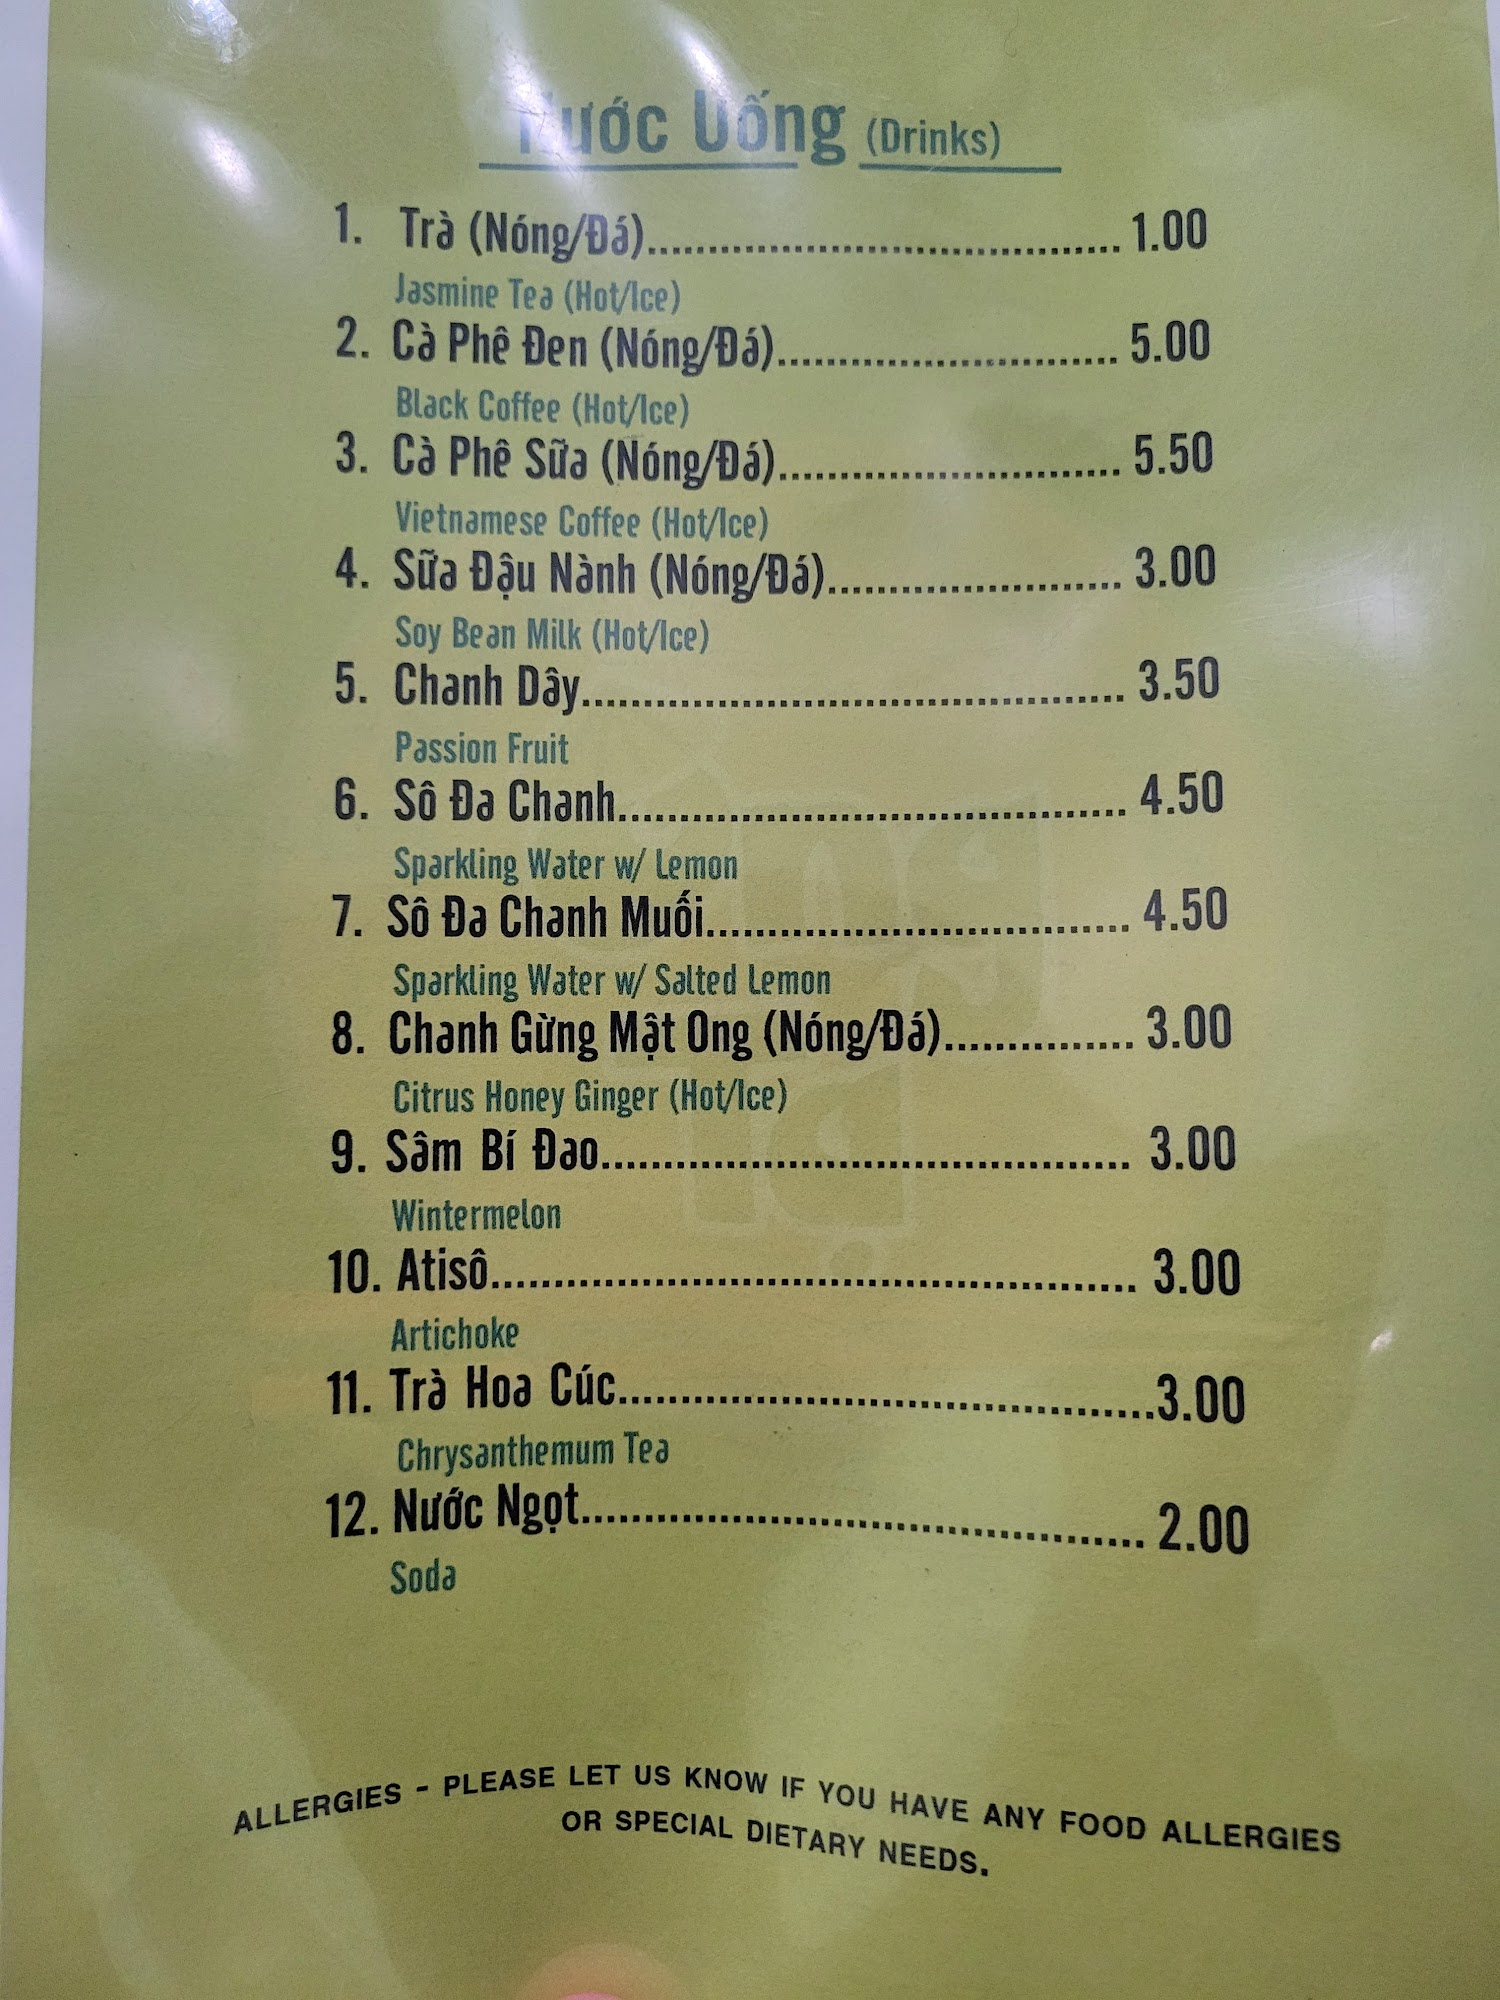 Nước Uống (Drinks)
1. Trà (Nóng/Đá)........................................ 1.00
Jasmine Tea (Hot/Ice)
2. Cà Phê Đen (Nóng/Đá)............................. 5.00
Black Coffee (Hot/Ice)
3. Cà Phê Sữa (Nóng/Đá)............................. 5.50
Vietnamese Coffee (Hot/Ice)
4. Sữa Đậu Nành (Nóng/Đá)......................... 3.00
Soy Bean Milk (Hot/Ice)
5. Chanh Dây.............................................. 3.50
Passion Fruit
6. Sô Đa Chanh........................................... 4.50
Sparkling Water w/ Lemon
7. Sô Đa Chanh Muối.................................... 4.50
Sparkling Water w/ Salted Lemon
8. Chanh Gừng Mật Ong (Nóng/Đá)................ 3.00
Citrus Honey Ginger (Hot/Ice)
9. Sâm Bí Đao............................................. 3.00
Wintermelon
10. Atisô...................................................... 3.00
Artichoke
11. Trà Hoa Cúc.............................................3.00
Chrysanthemum Tea
12. Nước Ngọt............................................... 2.00
Soda
ALLERGIES - PLEASE LET US KNOW IF YOU HAVE ANY FOOD ALLERGIES
OR SPECIAL DIETARY NEEDS.